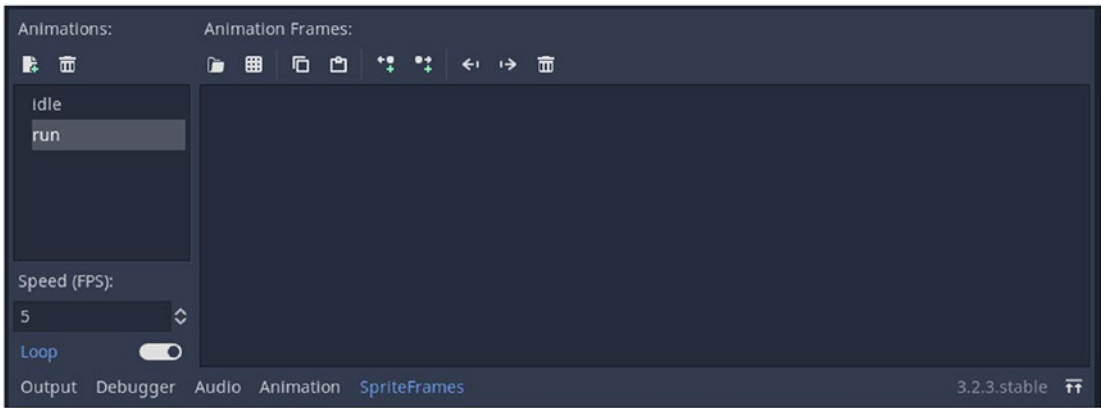 Animations: Animation Frames:
idle
run
Speed (FPS):
5
Loop
Output Debugger Audio Animation SpriteFrames 3.2.3.stable